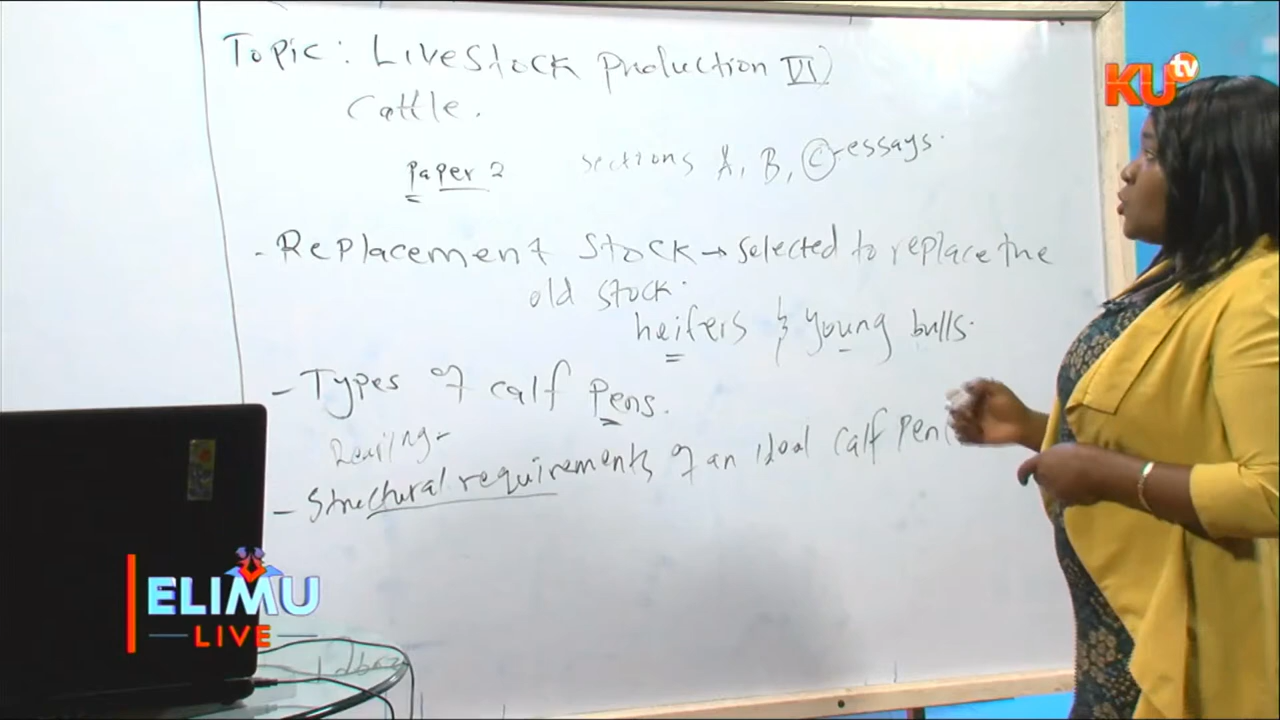 Topic: Livestock Production VI)
Cattle.
Paper 2 sections A, B, C-essays.
- Replacement Stock → Selected to replace the
old stock.
heifers & young bulls.
- Types of calf Pens.
Rearing-
- Structural requirements of an ideal Calf Pen
KU tv
ELIMU
LIVE